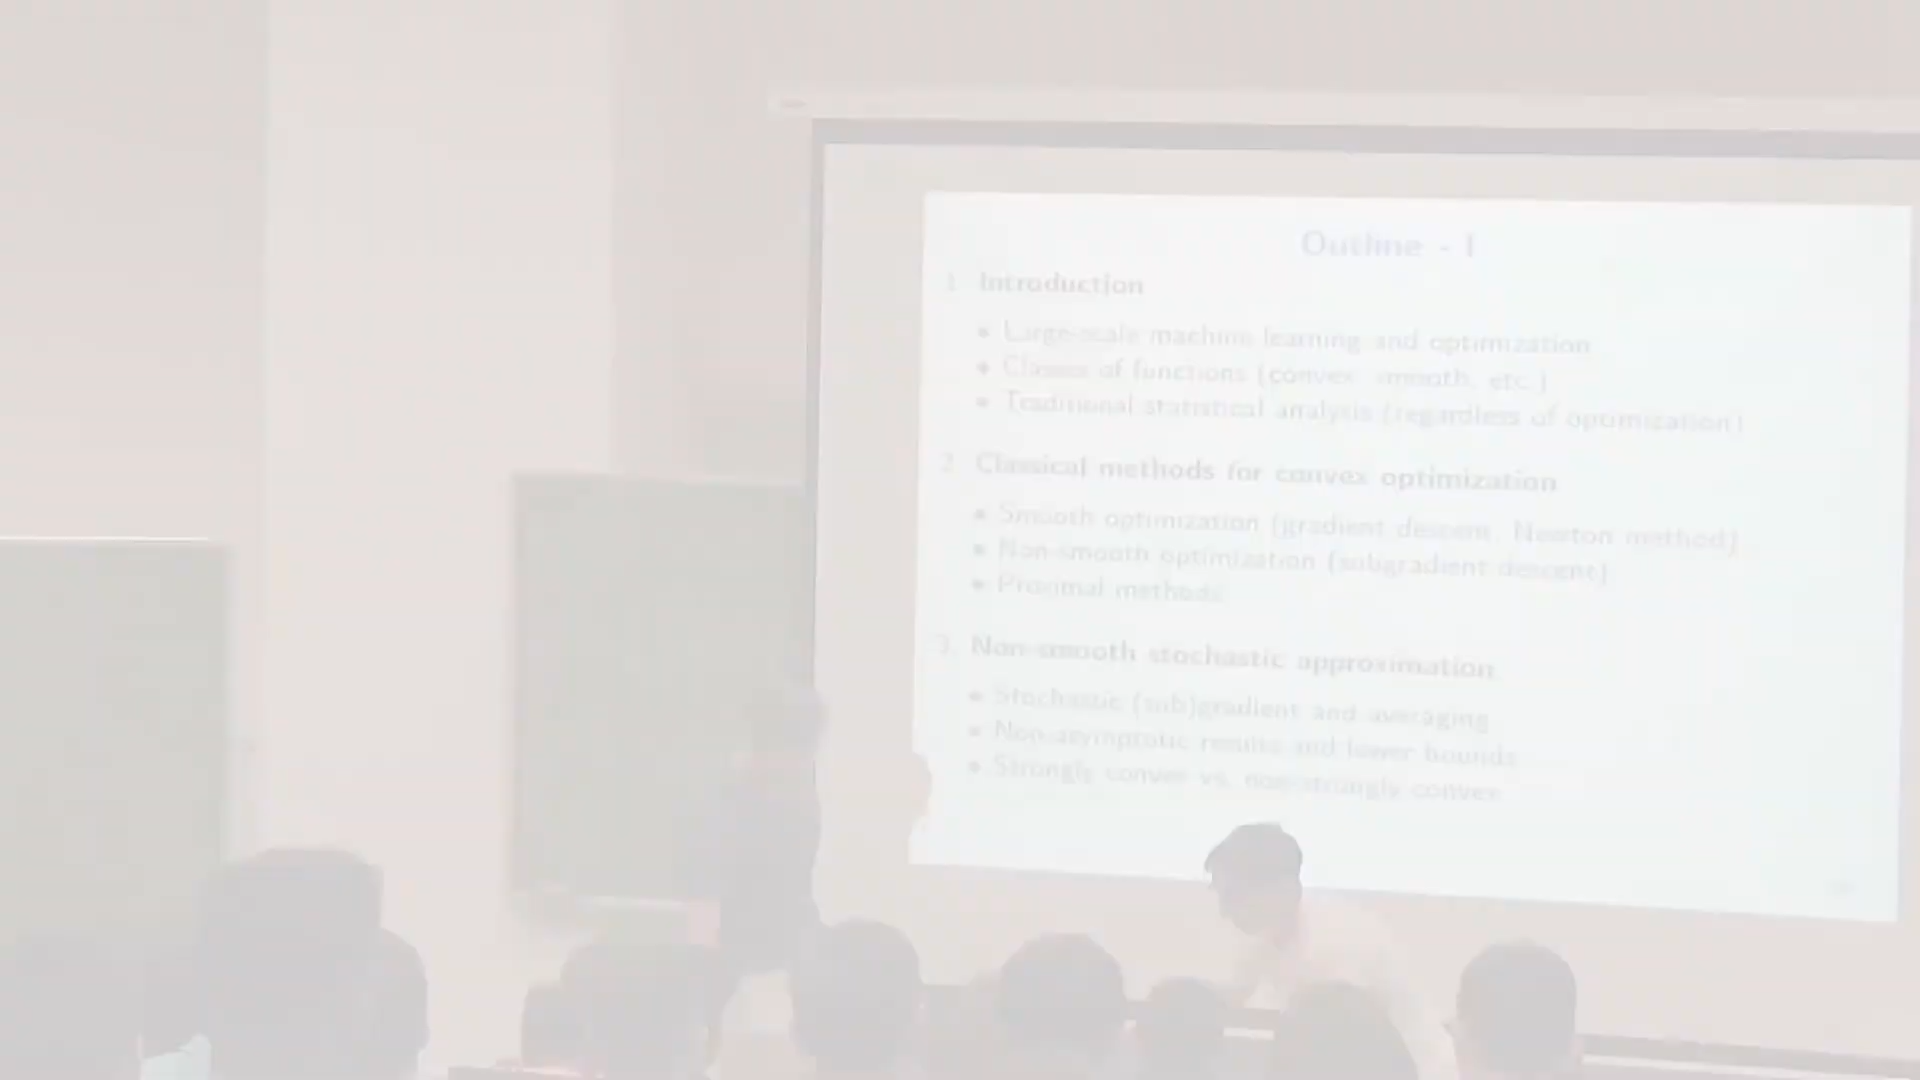 Outline - I
1. Introduction
• Large-scale machine learning and optimization
• Classes of functions (convex, smooth, etc.)
• Traditional statistical analysis (regardless of optimization)
2. Classical methods for convex optimization
• Smooth optimization (gradient descent, Newton method)
• Non-smooth optimization (subgradient descent)
• Proximal methods
3. Non-smooth stochastic approximation
• Stochastic (sub)gradient and averaging
• Non-asymptotic results and lower bounds
• Strongly convex vs. non-strongly convex